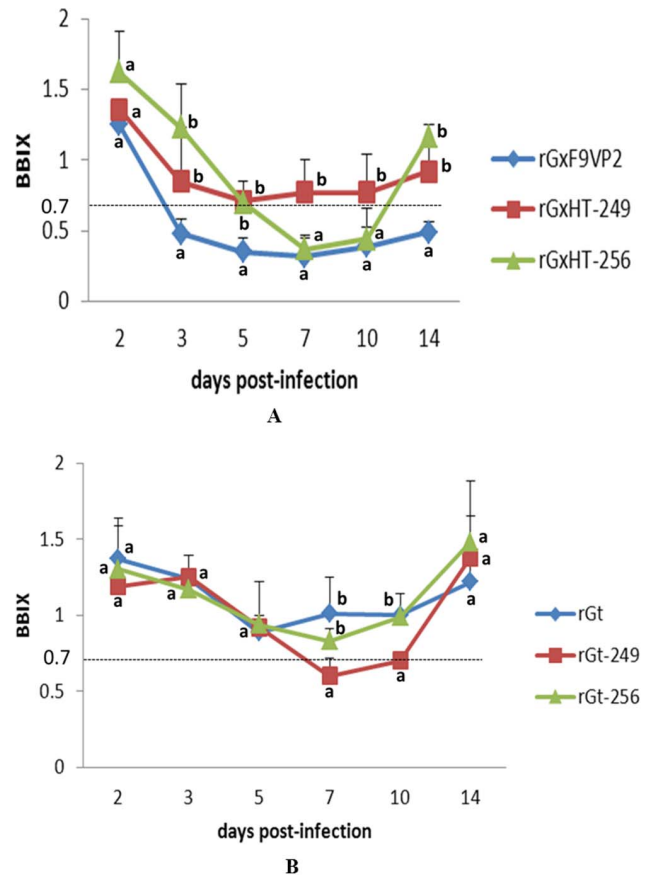 2
1.5
1
0.7
0.5
0
BBIX
a
a
a
b
b
a
b
b
a
b
a
a
b
a
a
b
b
a
2 3 5 7 10 14
days post-infection
rGxF9VP2
rGxHT-249
rGxHT-256
A
2
1.5
1
0.7
0.5
0
BBIX
a
a
a
a
a
a
b
b
a
b
a
a
a
a
2 3 5 7 10 14
days post-infection
rGt
rGt-249
rGt-256
B